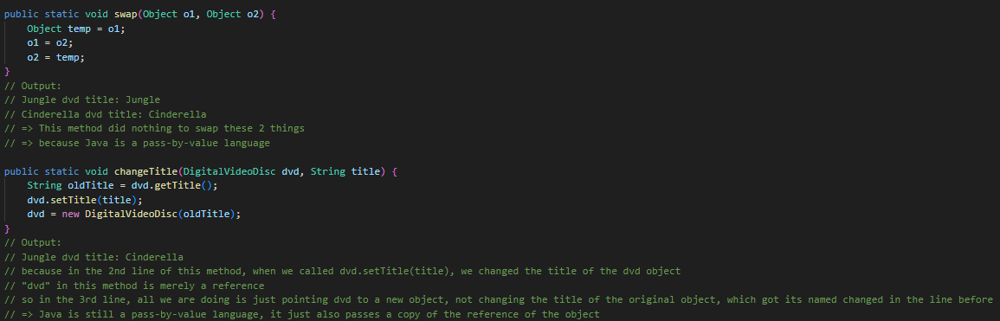 public static void swap(Object o1, Object o2) {
    Object temp = o1;
    o1 = o2;
    o2 = temp;
}
// Output:
// Jungle dvd title: Jungle
// Cinderella dvd title: Cinderella
// => This method did nothing to swap these 2 things
// => because Java is a pass-by-value language

public static void changeTitle(DigitalVideoDisc dvd, String title) {
    String oldTitle = dvd.getTitle();
    dvd.setTitle(title);
    dvd = new DigitalVideoDisc(oldTitle);
}
// Output:
// Jungle dvd title: Cinderella
// because in the 2nd line of this method, when we called dvd.setTitle(title), we changed the title of the dvd object
// "dvd" in this method is merely a reference
// so in the 3rd line, all we are doing is just pointing dvd to a new object, not changing the title of the original object, which got its named changed in the line before
// => Java is still a pass-by-value language, it just also passes a copy of the reference of the object